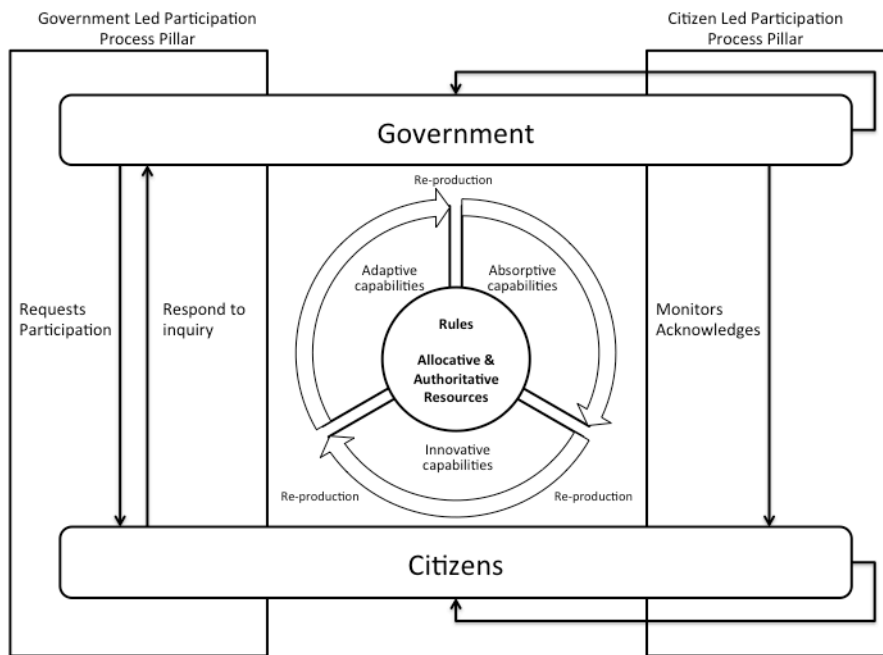 Government Led Participation
Process Pillar
Citizen Led Participation
Process Pillar
Government
Re-production
Adaptive
capabilities
Absorptive
capabilities
Requests
Participation
Respond to
inquiry
Monitors
Acknowledges
Rules
Allocative &
Authoritative
Resources
Innovative
capabilities
Re-production
Re-production
Citizens